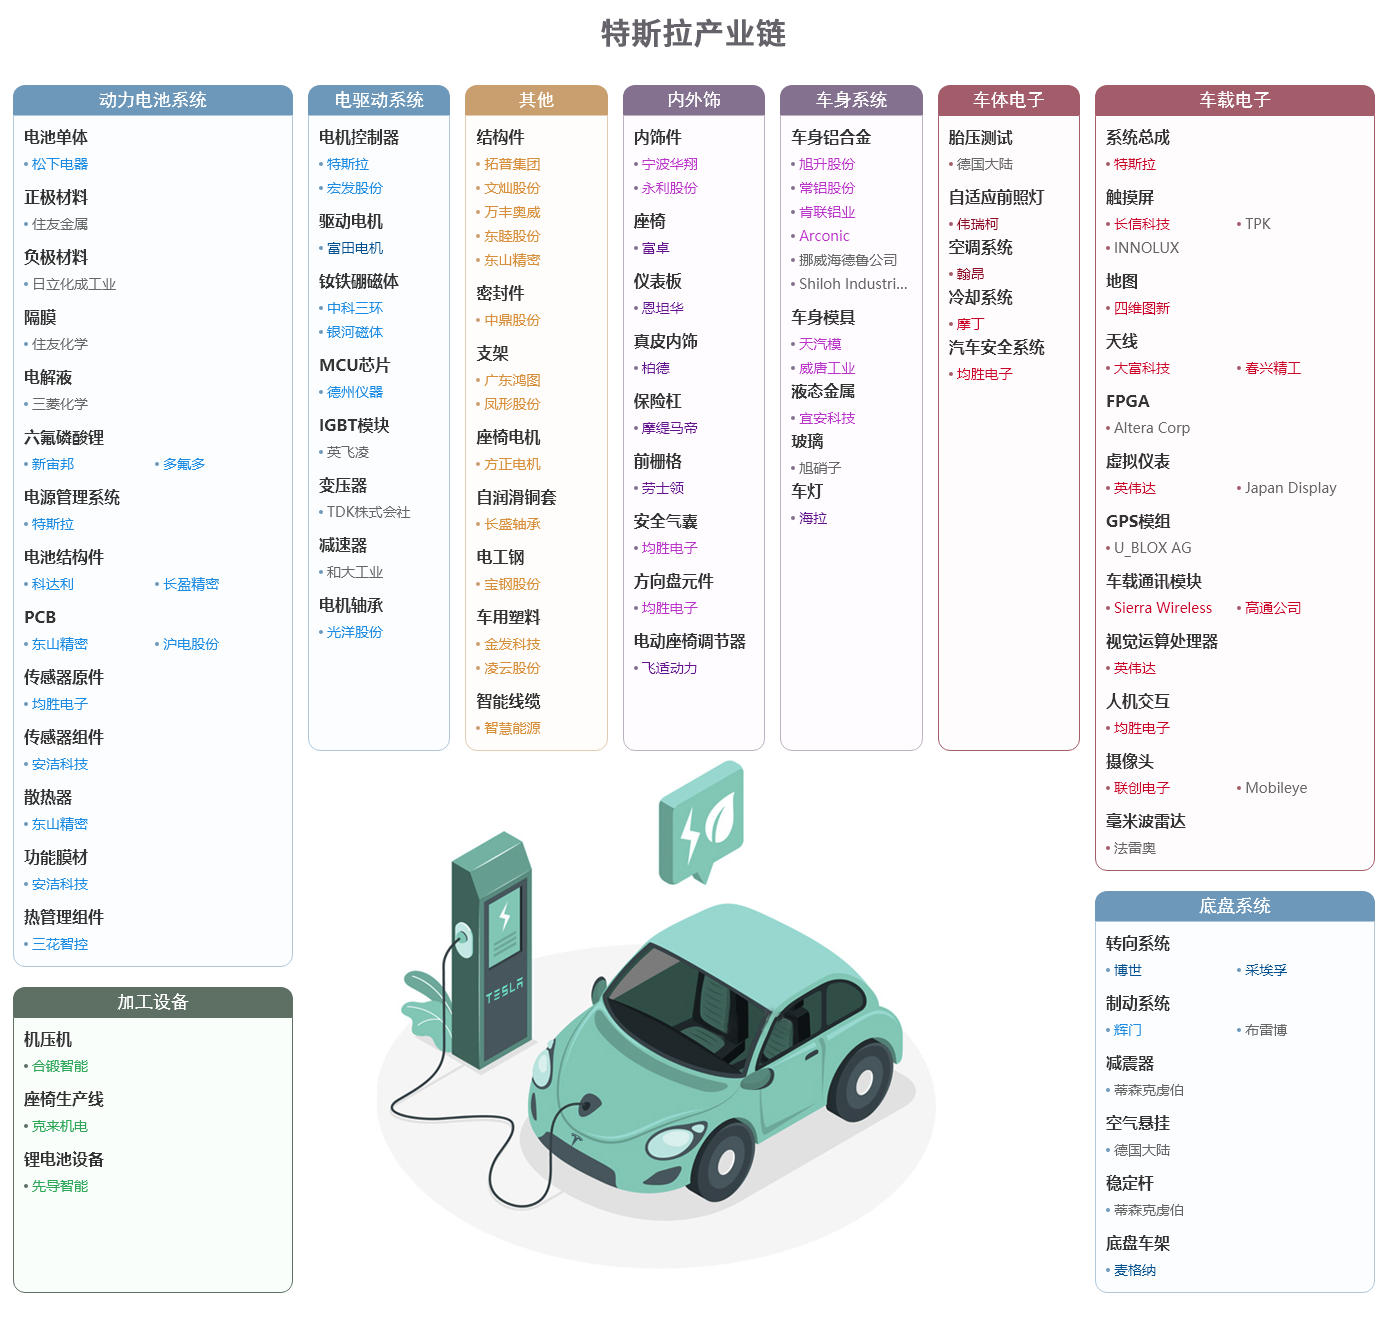 特斯拉产业链
动力电池系统
电池单体
• 松下电器
正极材料
• 住友金属
负极材料
• 日立化成工业
隔膜
• 住友化学
电解液
• 三菱化学
六氟磷酸锂
• 新宙邦 • 多氟多
电源管理系统
• 特斯拉
电池结构件
• 科达利 • 长盈精密
PCB
• 东山精密 • 沪电股份
传感器原件
• 均胜电子
传感器组件
• 安洁科技
散热器
• 东山精密
功能膜材
• 安洁科技
热管理组件
• 三花智控
加工设备
机压机
• 合锻智能
座椅生产线
• 克来机电
锂电池设备
• 先导智能
电驱动系统
电机控制器
• 特斯拉
• 宏发股份
驱动电机
• 富田电机
钕铁硼磁体
• 中科三环
• 银河磁体
MCU芯片
• 德州仪器
IGBT模块
• 英飞凌
变压器
• TDK株式会社
减速器
• 和大工业
电机轴承
• 光洋股份
其他
结构件
• 拓普集团
• 文灿股份
• 万丰奥威
• 东睦股份
• 东山精密
密封件
• 中鼎股份
支架
• 广东鸿图
• 凤形股份
座椅电机
• 方正电机
自润滑铜套
• 长盛轴承
电工钢
• 宝钢股份
车用塑料
• 金发科技
• 凌云股份
智能线缆
• 智慧能源
内外饰
内饰件
• 宁波华翔
• 永利股份
座椅
• 富卓
仪表板
• 恩坦华
真皮内饰
• 柏德
保险杠
• 摩缇马帝
前栅格
• 劳士领
安全气囊
• 均胜电子
方向盘元件
• 均胜电子
电动座椅调节器
• 飞适动力
车身系统
车身铝合金
• 旭升股份
• 常铝股份
• 肯联铝业
• Arconic
• 挪威海德鲁公司
• Shiloh Industri...
车身模具
• 天汽模
• 威唐工业
液态金属
• 宜安科技
玻璃
• 旭硝子
车灯
• 海拉
车体电子
胎压测试
• 德国大陆
自适应前照灯
• 伟瑞柯
空调系统
• 翰昂
冷却系统
• 摩丁
汽车安全系统
• 均胜电子
车载电子
系统总成
• 特斯拉
触摸屏
• 长信科技 • TPK
• INNOLUX
地图
• 四维图新
天线
• 大富科技 • 春兴精工
FPGA
• Altera Corp
虚拟仪表
• 英伟达 • Japan Display
GPS模组
• U_BLOX AG
车载通讯模块
• Sierra Wireless • 高通公司
视觉运算处理器
• 英伟达
人机交互
• 均胜电子
摄像头
• 联创电子 • Mobileye
毫米波雷达
• 法雷奥
底盘系统
转向系统
• 博世 • 采埃孚
制动系统
• 辉门 • 布雷博
减震器
• 蒂森克虏伯
空气悬挂
• 德国大陆
稳定杆
• 蒂森克虏伯
底盘车架
• 麦格纳
TESLA